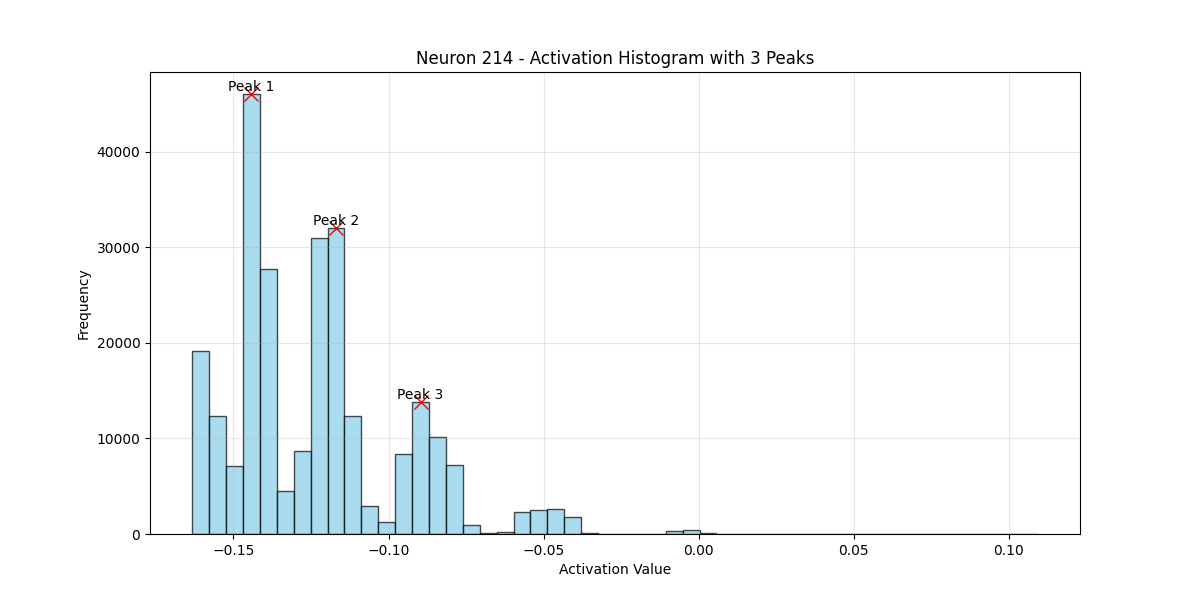 Neuron 214 - Activation Histogram with 3 Peaks
Peak 1
Peak 2
Peak 3
Frequency
40000
30000
20000
10000
0
−0.15
−0.10
−0.05
0.00
0.05
0.10
Activation Value